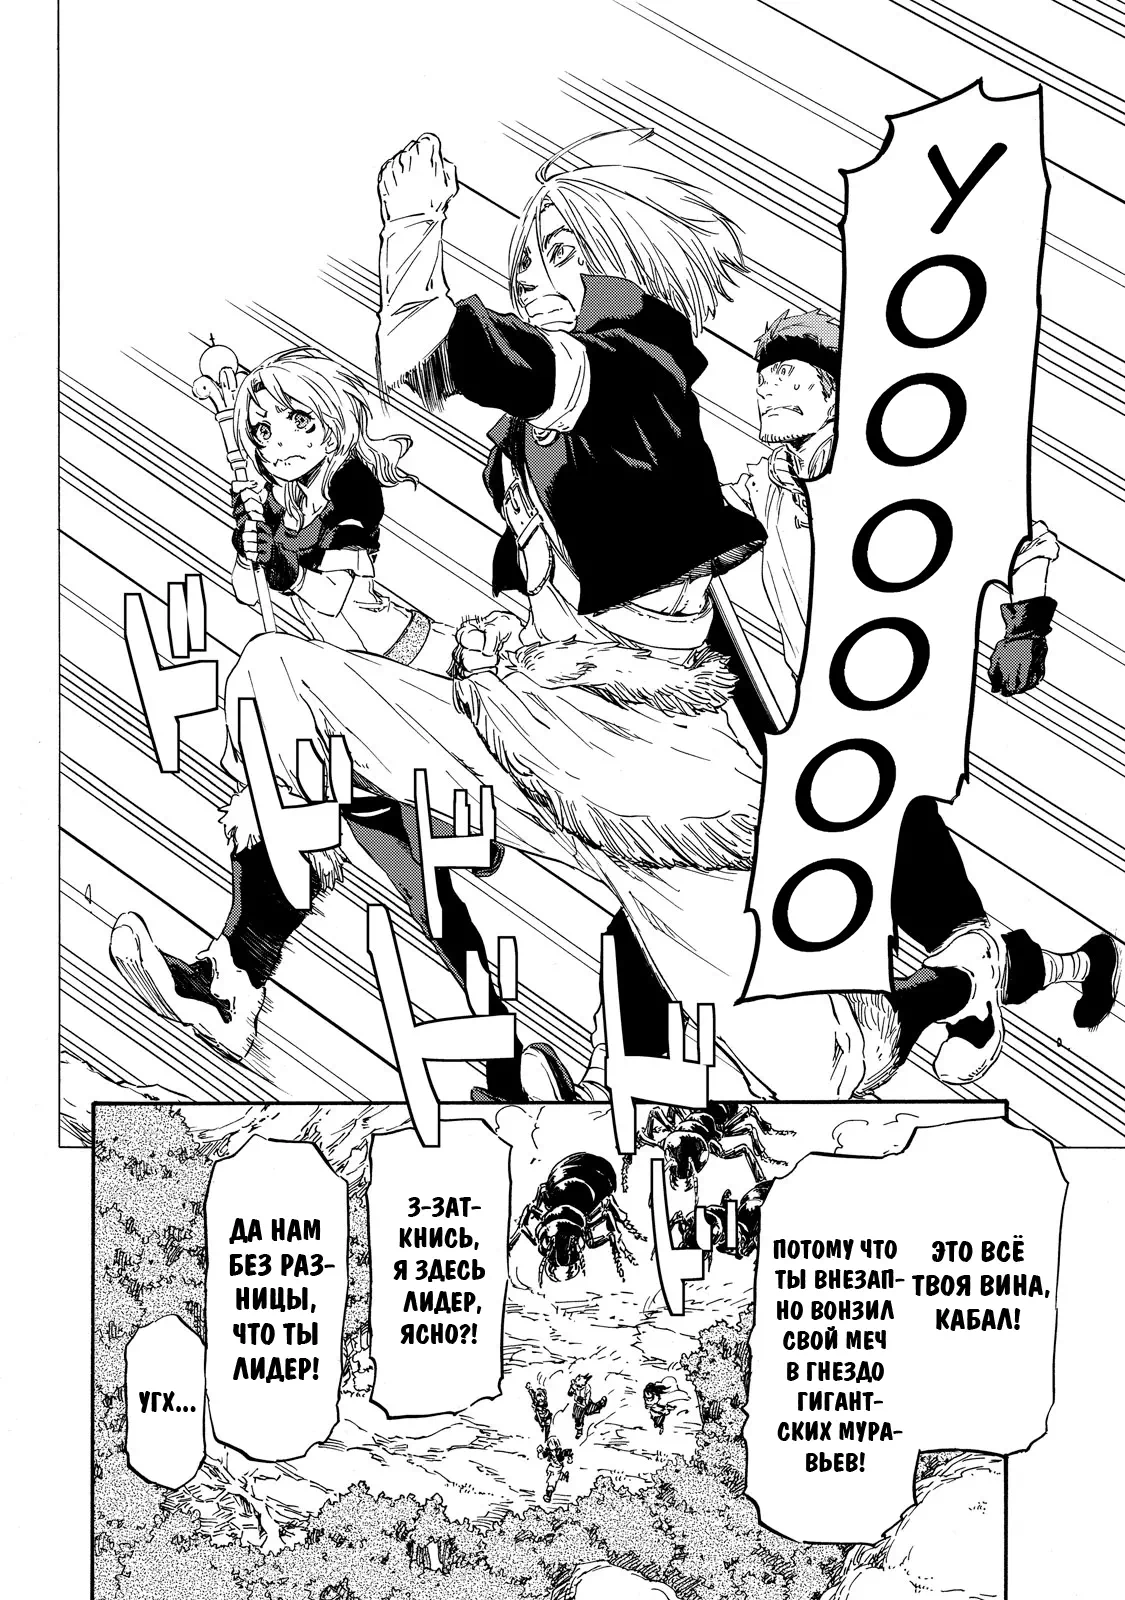 УООООООО
ЭТО ВСЁ
ТВОЯ ВИНА,
КАБАЛ!
ПОТОМУ ЧТО
ТЫ ВНЕЗАП-
НО ВОНЗИЛ
СВОЙ МЕЧ
В ГНЕЗДО
ГИГАНТ-
СКИХ МУРА-
ВЬЕВ!
З-ЗАТ-
КНИСЬ,
Я ЗДЕСЬ
ЛИДЕР,
ЯСНО?!
ДА НАМ
БЕЗ РАЗ-
НИЦЫ,
ЧТО ТЫ
ЛИДЕР!
УГХ...
ドドドドドドド